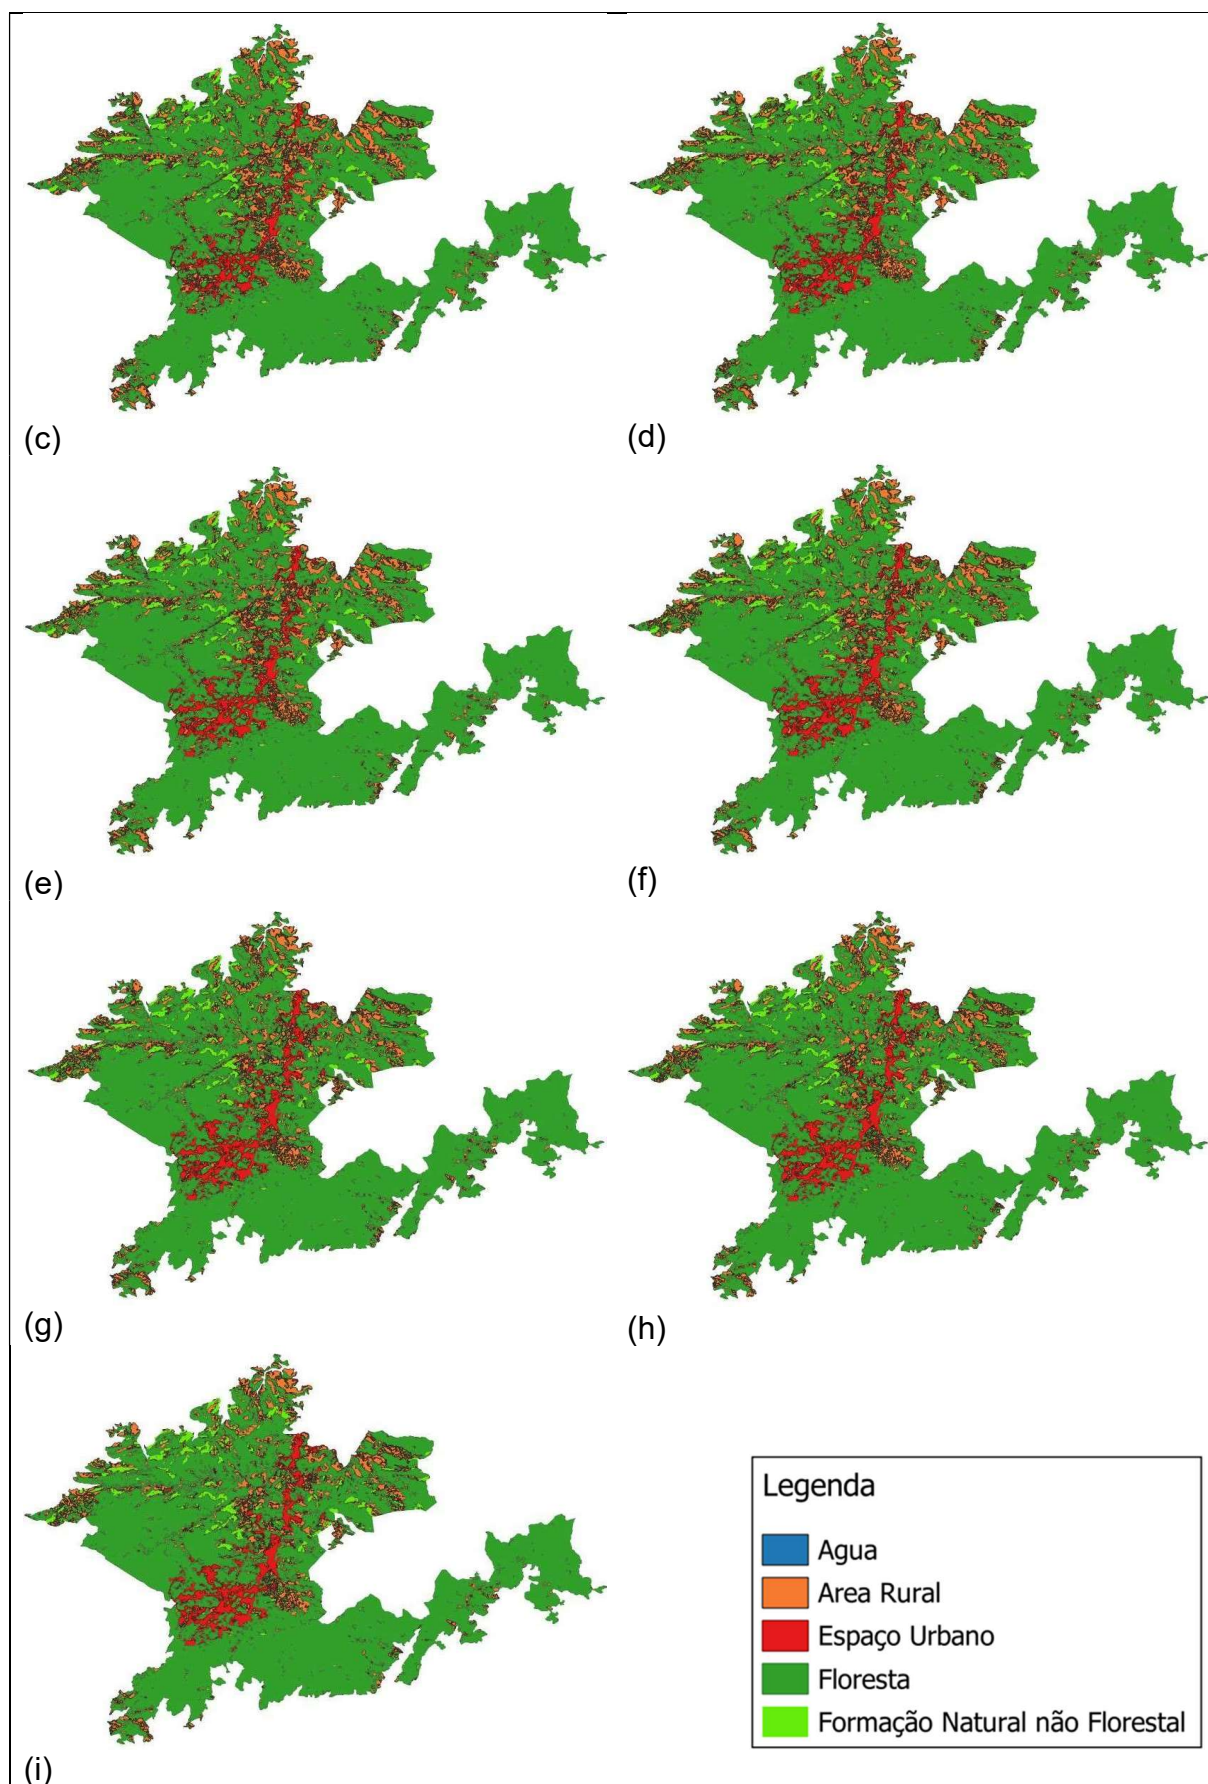 (c)
(d)
(e)
(f)
(g)
(h)
(i)
Legenda
Agua
Area Rural
Espaço Urbano
Floresta
Formação Natural não Florestal